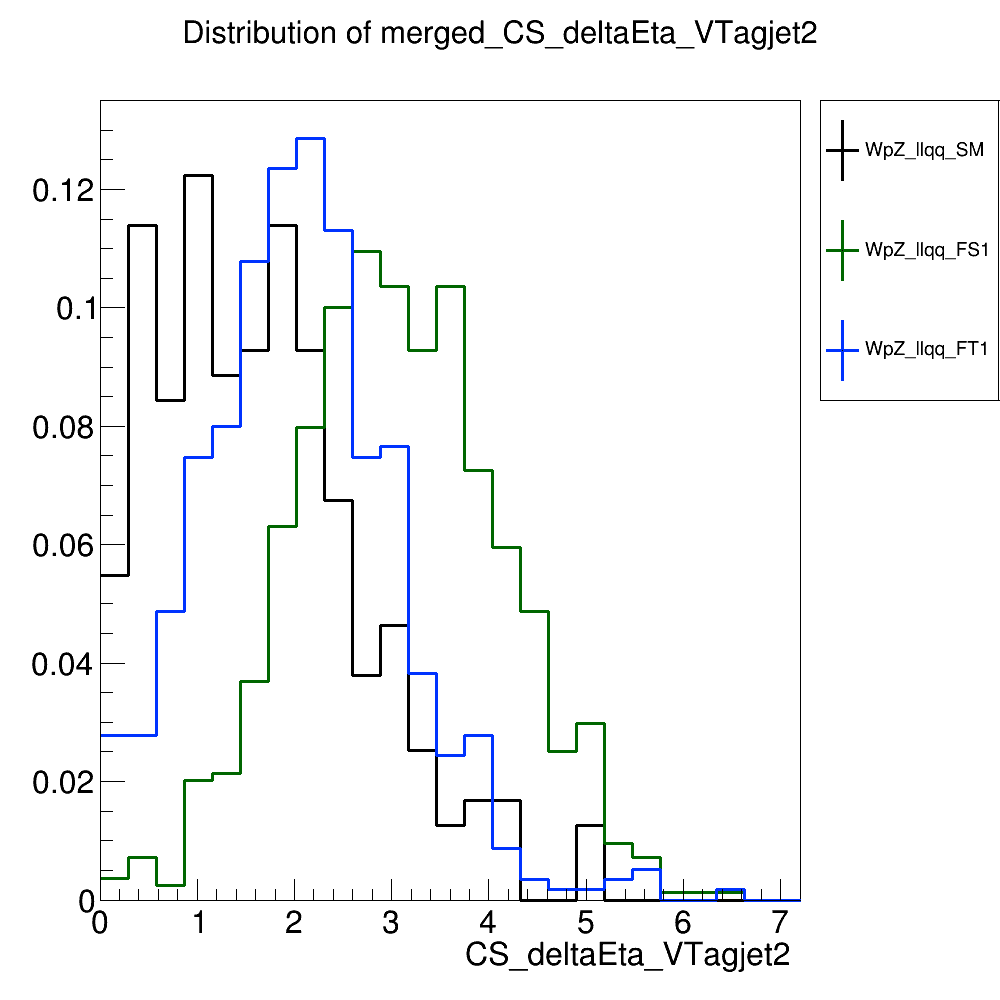 Distribution of merged_CS_deltaEta_VTagjet2
WpZ_llqq_SM
WpZ_llqq_FS1
WpZ_llqq_FT1
0.12
0.1
0.08
0.06
0.04
0.02
0
0 1 2 3 4 5 6 7
CS_deltaEta_VTagjet2